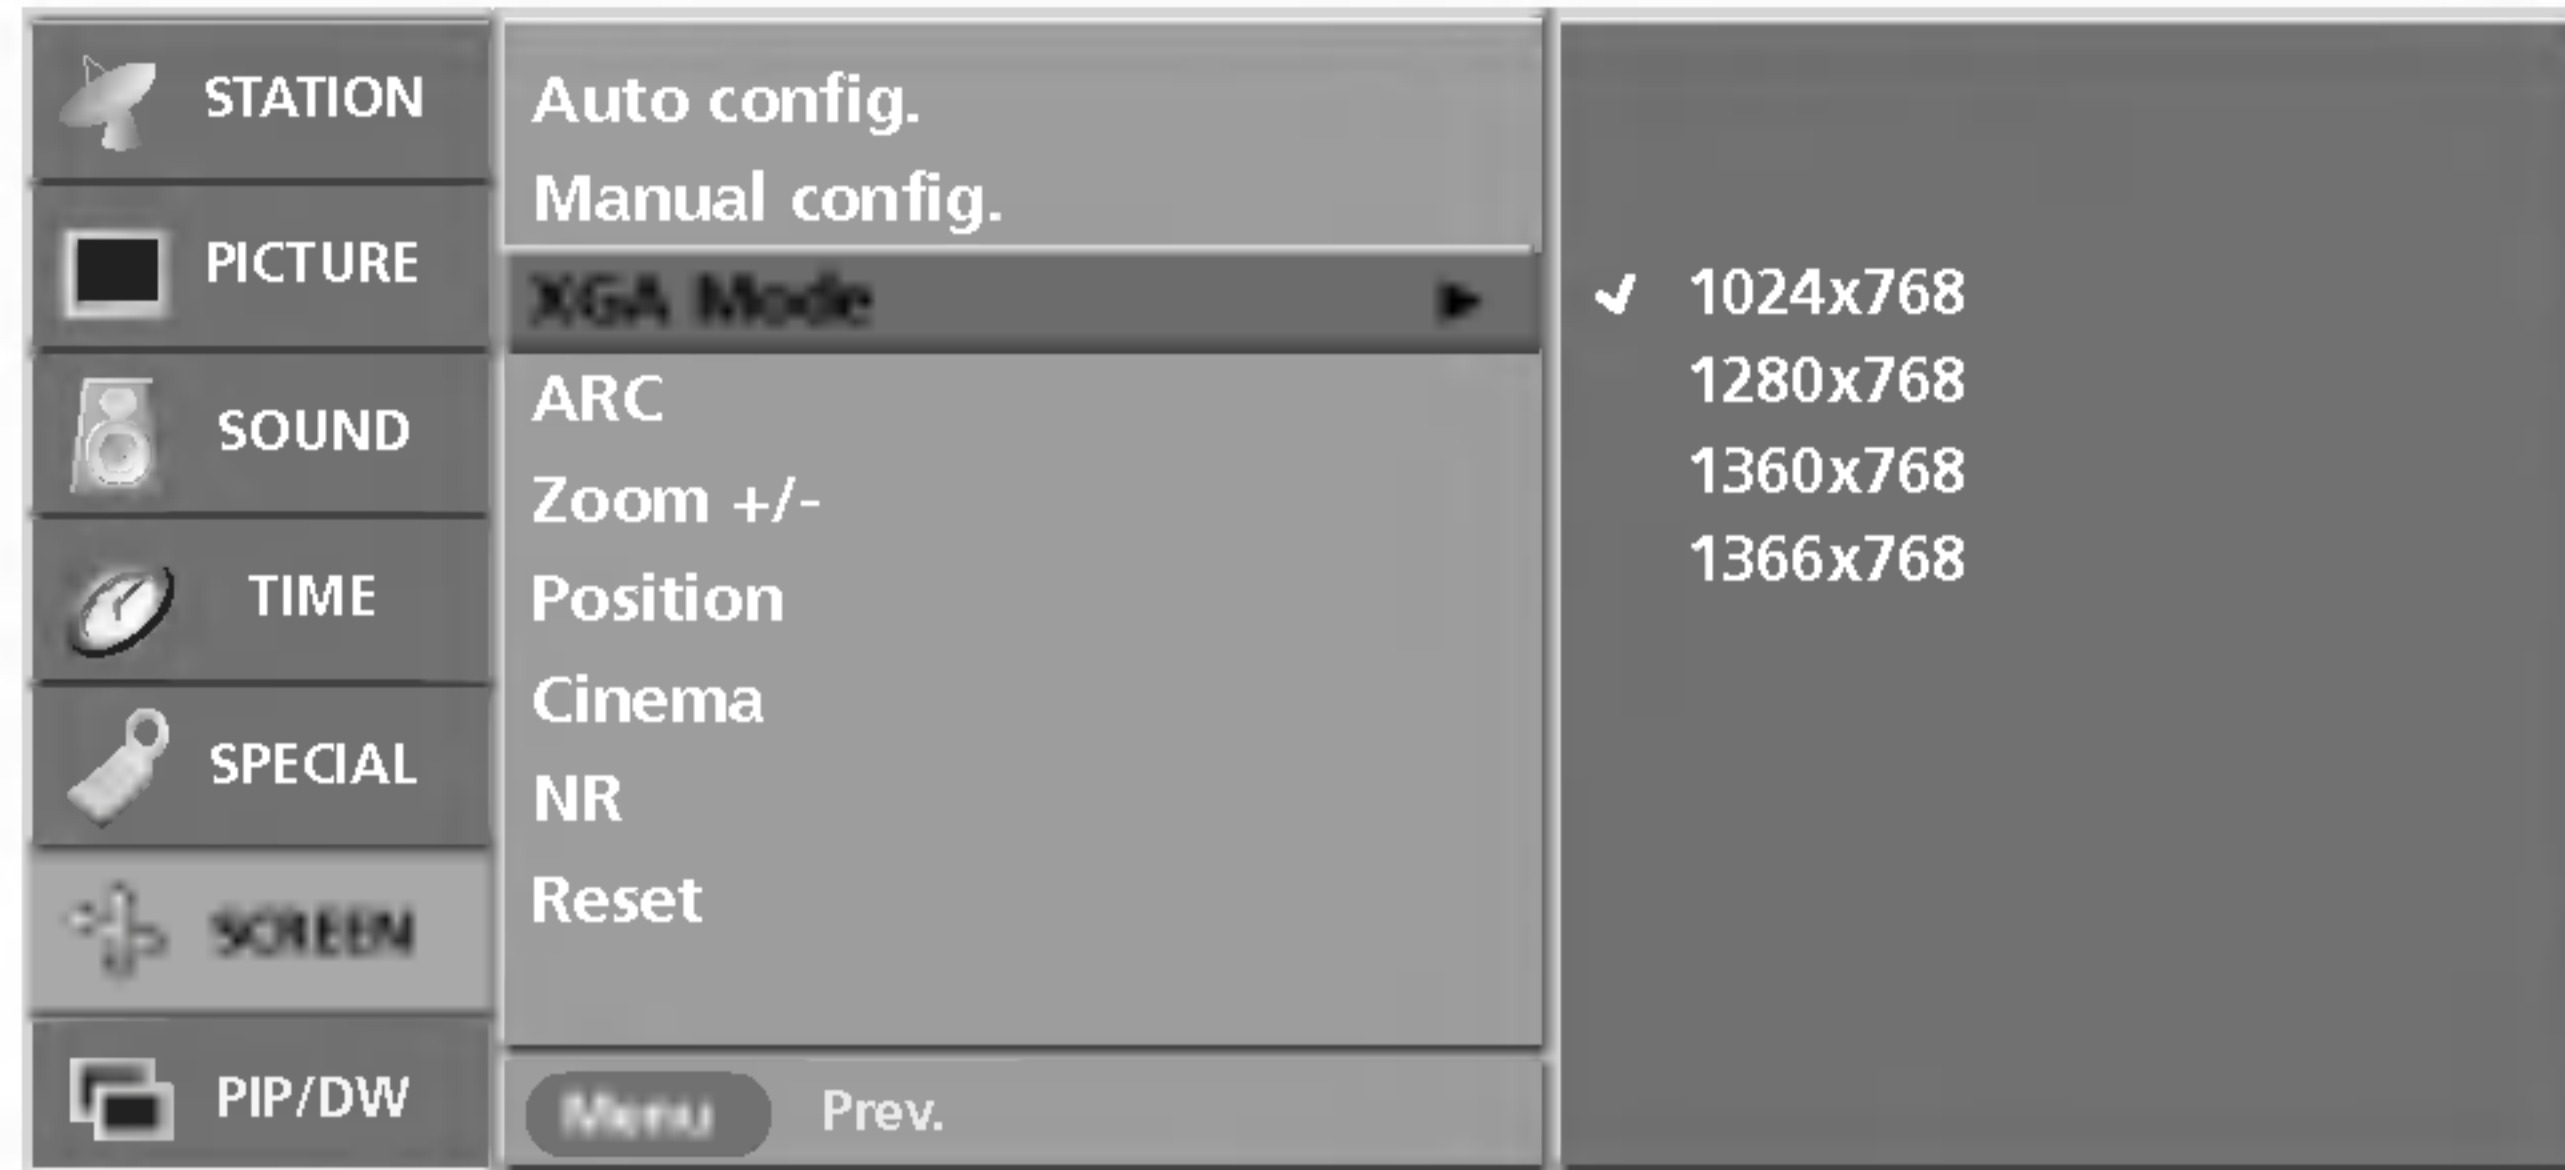 STATION
PICTURE
SOUND
TIME
SPECIAL
SCREEN
PIP/DW
Auto config.
Manual config.
XGA Mode
ARC
Zoom +/-
Position
Cinema
NR
Reset
Menu Prev.
1024x768
1280x768
1360x768
1366x768